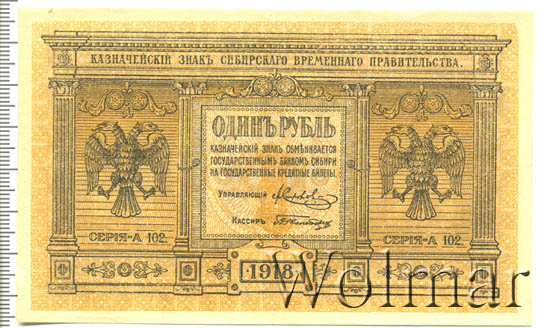 КАЗНАЧЕЙСКІЙ ЗНАКЪ СИБИРСКАГО ВРЕМЕННАГО ПРАВИТЕЛЬСТВА.
ОДИНЪ РУБЛЬ
КАЗНАЧЕЙСКІЙ ЗНАКЪ ОБМѢНИВАЕТСЯ
ГОСУДАРСТВЕННЫМЪ БАНКОМЪ СИБИРИ
НА ГОСУДАРСТВЕННЫЕ КРЕДИТНЫЕ БИЛЕТЫ.
УПРАВЛЯЮЩІЙ
КАССИРЪ
СЕРІЯ-А 102.
СЕРІЯ-А 102.
1918
Wolmar